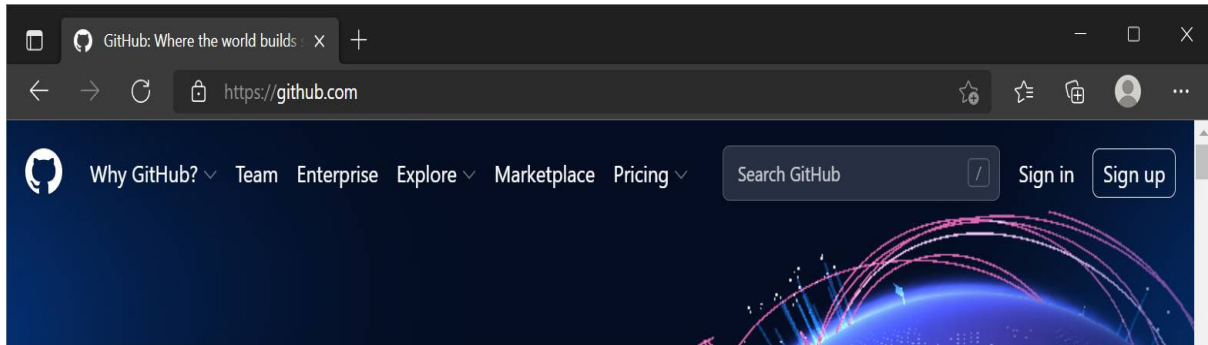 GitHub: Where the world builds s
https://github.com
Why GitHub? Team Enterprise Explore Marketplace Pricing Search GitHub / Sign in Sign up